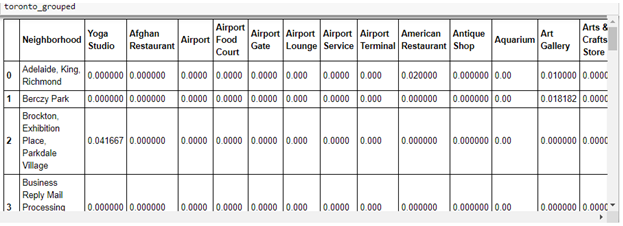 toronto_grouped
Neighborhood Yoga Studio Afghan Restaurant Airport Airport Food Court Airport Gate Airport Lounge Airport Service Airport Terminal American Restaurant Antique Shop Aquarium Art Gallery Arts & Crafts Store
0 Adelaide, King, Richmond 0.000000 0.000000 0.0000 0.0000 0.0000 0.000 0.0000 0.000 0.020000 0.000000 0.00 0.010000 0.0000
1 Berczy Park 0.000000 0.000000 0.0000 0.0000 0.0000 0.000 0.0000 0.000 0.000000 0.000000 0.00 0.018182 0.0000
2 Brockton, Exhibition Place, Parkdale Village 0.041667 0.000000 0.0000 0.0000 0.0000 0.000 0.0000 0.000 0.000000 0.000000 0.00 0.000000 0.0000
3 Business Reply Mail Processing 0.000000 0.000000 0.0000 0.0000 0.0000 0.000 0.0000 0.000 0.000000 0.000000 0.00 0.000000 0.0000